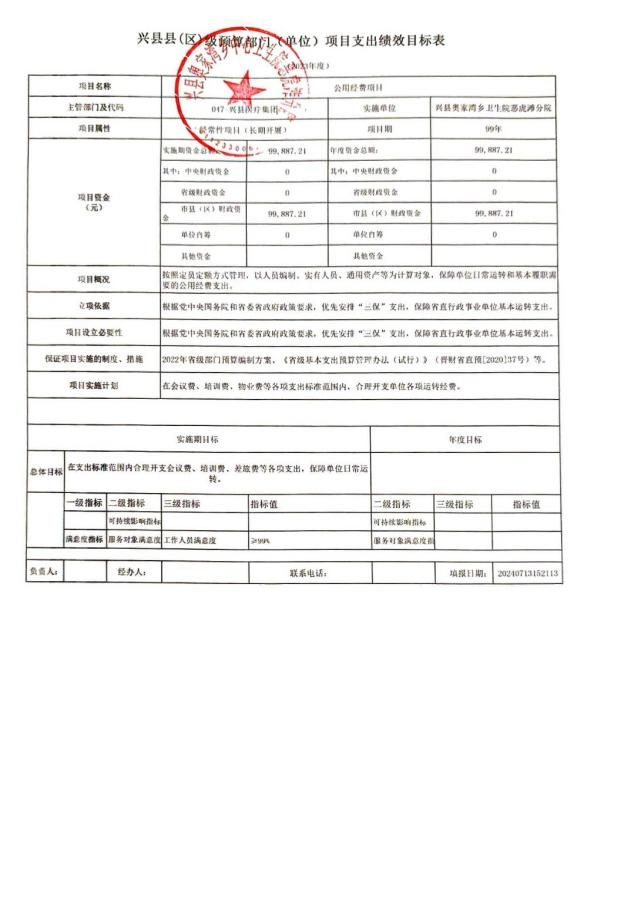 兴县县(区)级预算部门(单位)项目支出绩效目标表
(2023年度)
项目名称 公用经费项目
主管部门及代码 047-兴县医疗集团 实施单位 兴县奥家湾乡卫生院恶虎滩分院
项目属性 经常性项目(长期开展) 项目期 99年
项目资金
(元)
实施期资金总额: 99,887.21 年度资金总额: 99,887.21
其中:中央财政资金 0 其中:中央财政资金 0
省级财政资金 0 省级财政资金 0
市县(区)财政资金 99,887.21 市县(区)财政资金 99,887.21
单位自筹 0 单位自筹 0
其他资金 其他资金
项目概况 按照定员定额方式管理,以人员编制、实有人员、通用资产等为计算对象,保障单位日常运转和基本履职需
要的公用经费支出。
立项依据 根据党中央国务院和省委省政府政策要求,优先安排“三保”支出,保障省直行政事业单位基本运转支出。
项目设立必要性 根据党中央国务院和省委省政府政策要求,优先安排“三保”支出,保障省直行政事业单位基本运转支出。
保证项目实施的制度、措施 2022年省级部门预算编制方案、《省级基本支出预算管理办法(试行)》(晋财省直预[2020]37号)等。
项目实施计划 在会议费、培训费、物业费等各项支出标准范围内、合理开支单位各项运转经费。
实施期目标 年度目标
总体目标 在支出标准范围内合理开支会议费、培训费、差旅费等各项支出,保障单位日常运
转。
一级指标 二级指标 三级指标 指标值 二级指标 三级指标 指标值
可持续影响指标 可持续影响指标
满意度指标 服务对象满意度 工作人员满意度 ≥99% 服务对象满意度指
负责人: 经办人: 联系电话: 填报日期: 20240713152113